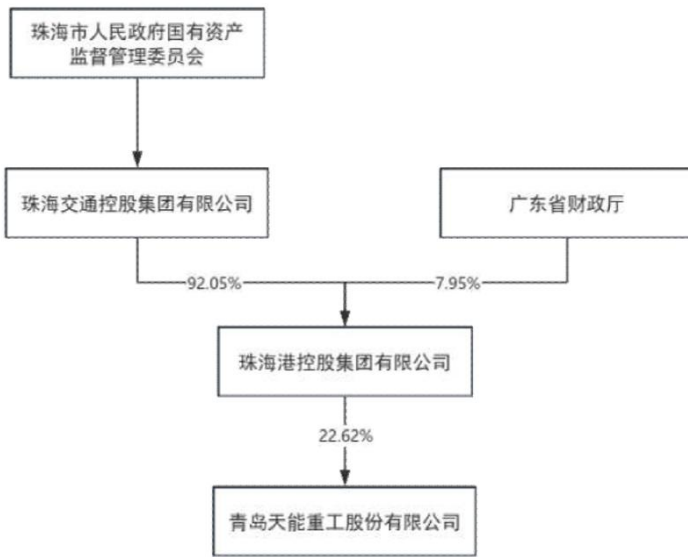 珠海市人民政府国有资产
监督管理委员会
珠海交通控股集团有限公司
广东省财政厅
92.05%
7.95%
珠海港控股集团有限公司
22.62%
青岛天能重工股份有限公司